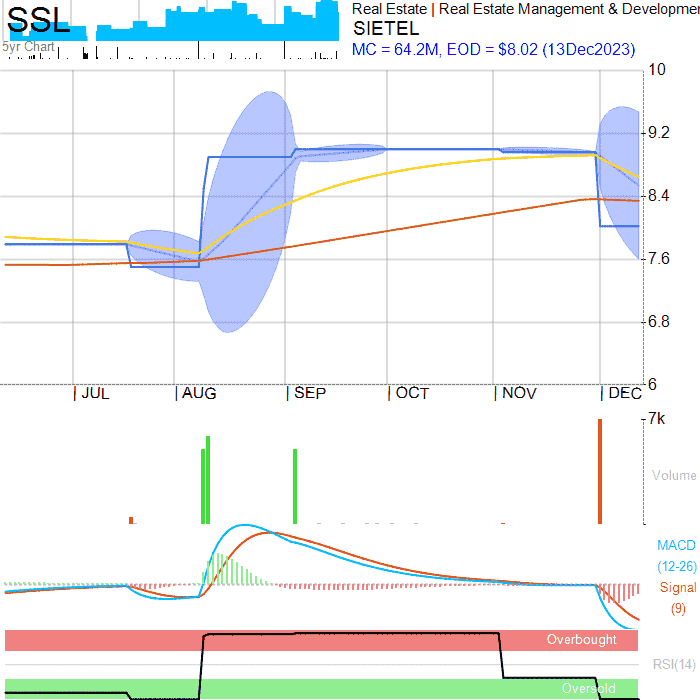 SSL
5yr Chart
Real Estate | Real Estate Management & Developmen
SIETEL
MC = 64.2M, EOD = $8.02 (13Dec2023)
10
9.2
8.4
7.6
6.8
6
| JUL | AUG | SEP | OCT | NOV | DEC
7k
Volume
MACD
(12-26)
Signal
(9)
Overbought
RSI(14)
Oversold